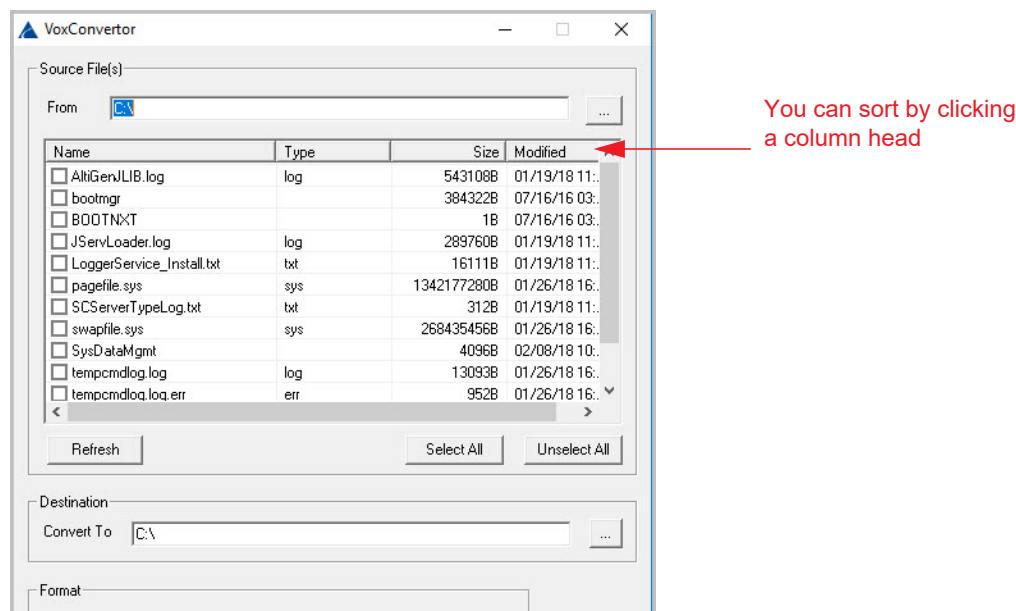 VoxConvertor
Source File(s)
From C:\ ...
You can sort by clicking
a column head
Name Type Size Modified
AltiGenJLIB.log log 543108B 01/19/18 11:..
bootmgr 384322B 07/16/16 03:..
BOOTNXT 1B 07/16/16 03:..
JServLoader.log log 289760B 01/19/18 11:..
LoggerService_Install.txt txt 16111B 01/19/18 11:..
pagefile.sys sys 1342177280B 01/26/18 16:..
SCServerTypeLog.txt txt 312B 01/19/18 11:..
swapfile.sys sys 268435456B 01/26/18 16:..
SysDataMgmt 4096B 02/08/18 10:..
tempcmdlog.log log 13093B 01/26/18 16:..
tempcmdlog.log.err err 952B 01/26/18 16:..
Refresh Select All Unselect All
Destination
Convert To C:\ ...
Format